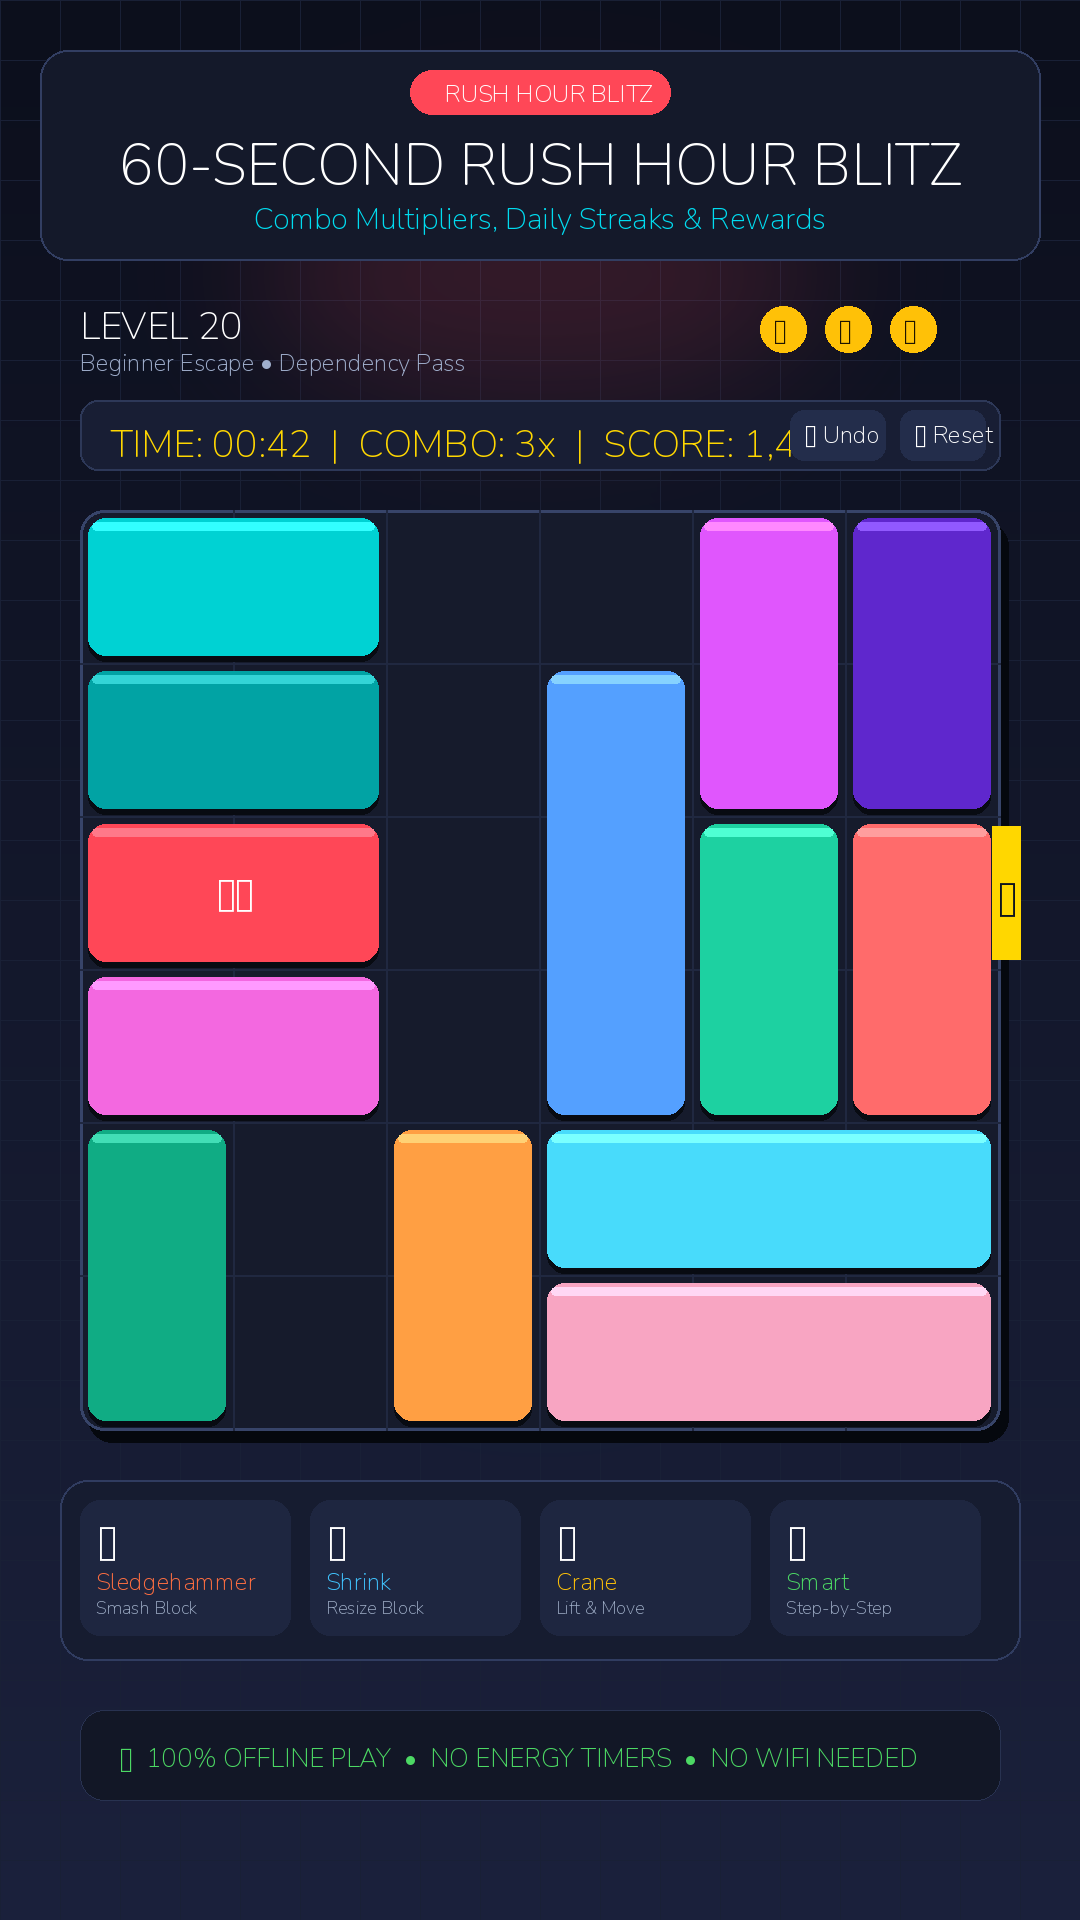 RUSH HOUR BLITZ
60-SECOND RUSH HOUR BLITZ
Combo Multipliers, Daily Streaks & Rewards
LEVEL 20
Beginner Escape • Dependency Pass
TIME: 00:42 | COMBO: 3x | SCORE: 1,4
Undo
Reset
Sledgehammer
Smash Block
Shrink
Resize Block
Crane
Lift & Move
Smart
Step-by-Step
100% OFFLINE PLAY • NO ENERGY TIMERS • NO WIFI NEEDED